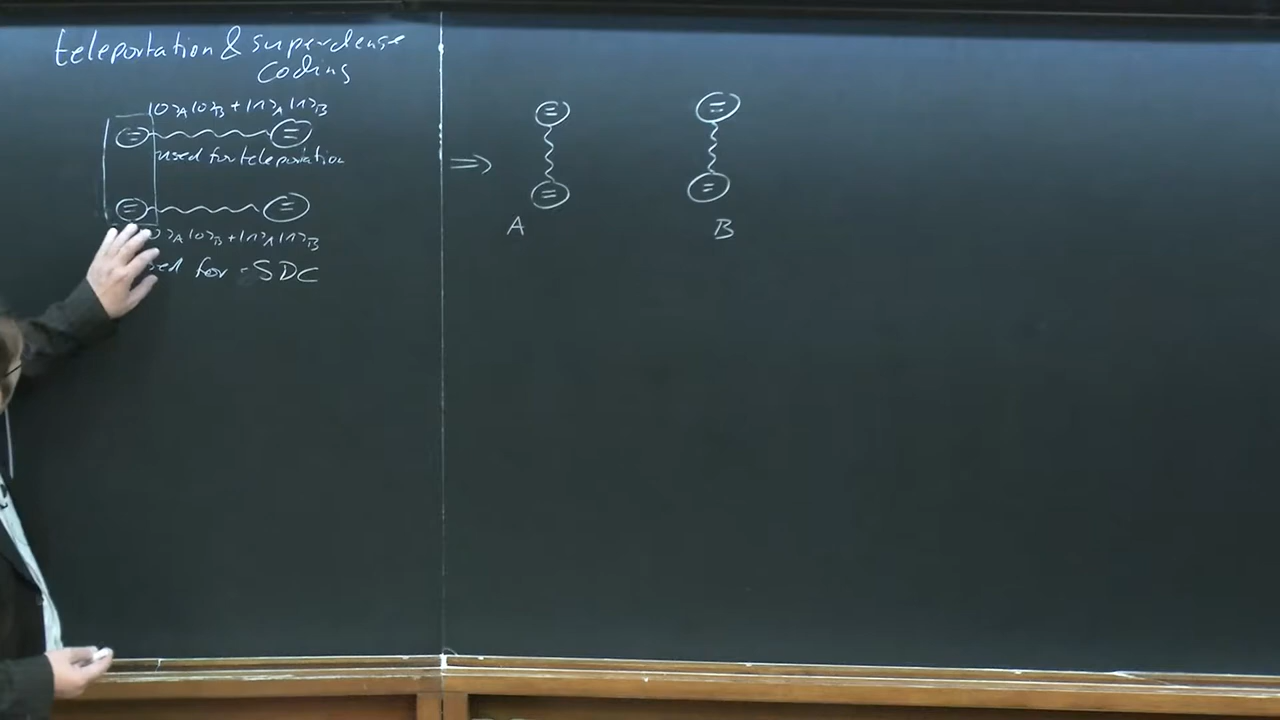 teleportation & superdense
coding
|0>A|0>B + |1>A|1>B
used for teleportation
|0>A|0>B + |1>A|1>B
for SDC
⇒
A
B